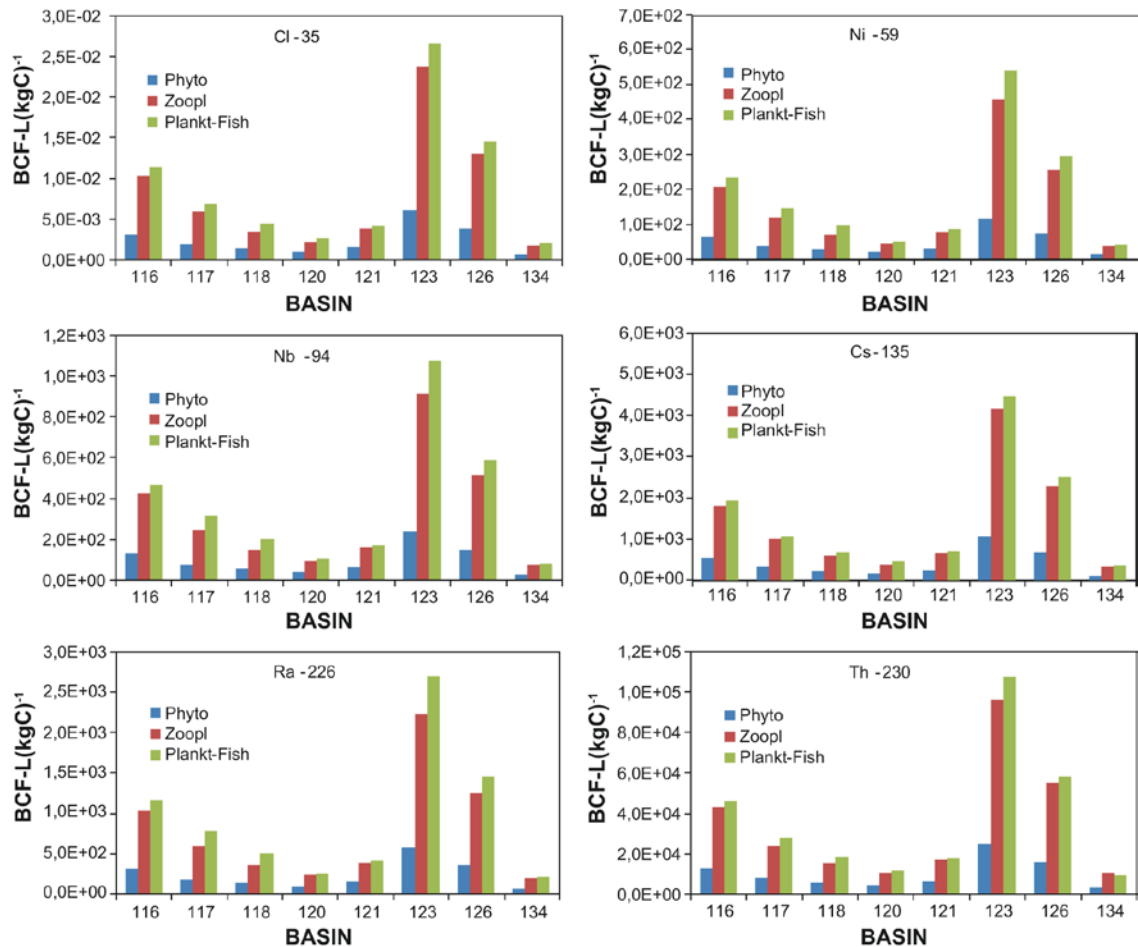 BCF-L(kgC)-1
3,0E-02
2,5E-02
2,0E-02
1,5E-02
1,0E-02
5,0E-03
0,0E+00
Cl -35
Phyto
Zoopl
Plankt-Fish
116 117 118 120 121 123 126 134
BASIN
BCF-L(kgC)-1
7,0E+02
6,0E+02
5,0E+02
4,0E+02
3,0E+02
2,0E+02
1,0E+02
0,0E+00
Ni -59
Phyto
Zoopl
Plankt-Fish
116 117 118 120 121 123 126 134
BASIN
BCF-L(kgC)-1
1,2E+03
1,0E+03
8,0E+02
6,0E+02
4,0E+02
2,0E+02
0,0E+00
Nb -94
Phyto
Zoopl
Plankt-Fish
116 117 118 120 121 123 126 134
BASIN
BCF-L(kgC)-1
6,0E+03
5,0E+03
4,0E+03
3,0E+03
2,0E+03
1,0E+03
0,0E+00
Cs-135
Phyto
Zoopl
Plankt-Fish
116 117 118 120 121 123 126 134
BASIN
BCF-L(kgC)-1
3,0E+03
2,5E+03
2,0E+03
1,5E+03
1,0E+03
5,0E+02
0,0E+00
Ra -226
Phyto
Zoopl
Plankt-Fish
116 117 118 120 121 123 126 134
BASIN
BCF-L(kgC)-1
1,2E+05
1,0E+05
8,0E+04
6,0E+04
4,0E+04
2,0E+04
0,0E+00
Th -230
Phyto
Zoopl
Plankt-Fish
116 117 118 120 121 123 126 134
BASIN